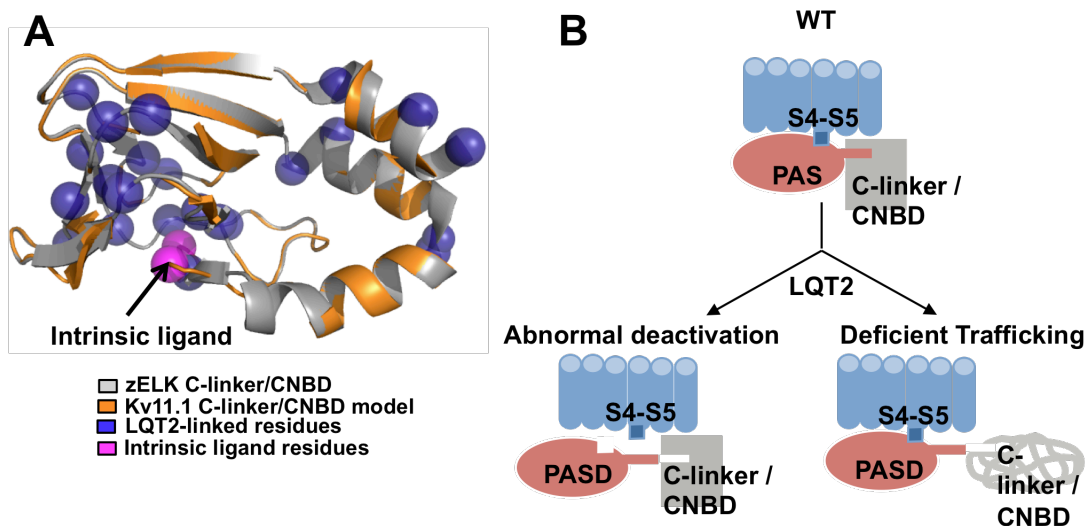 A
Intrinsic ligand
zELK C-linker/CNBD
Kv11.1 C-linker/CNBD model
LQT2-linked residues
Intrinsic ligand residues
B
WT
S4-S5
PAS
C-linker /
CNBD
LQT2
Abnormal deactivation
S4-S5
PASD
C-linker /
CNBD
Deficient Trafficking
S4-S5
PASD
C-
linker /
CNBD